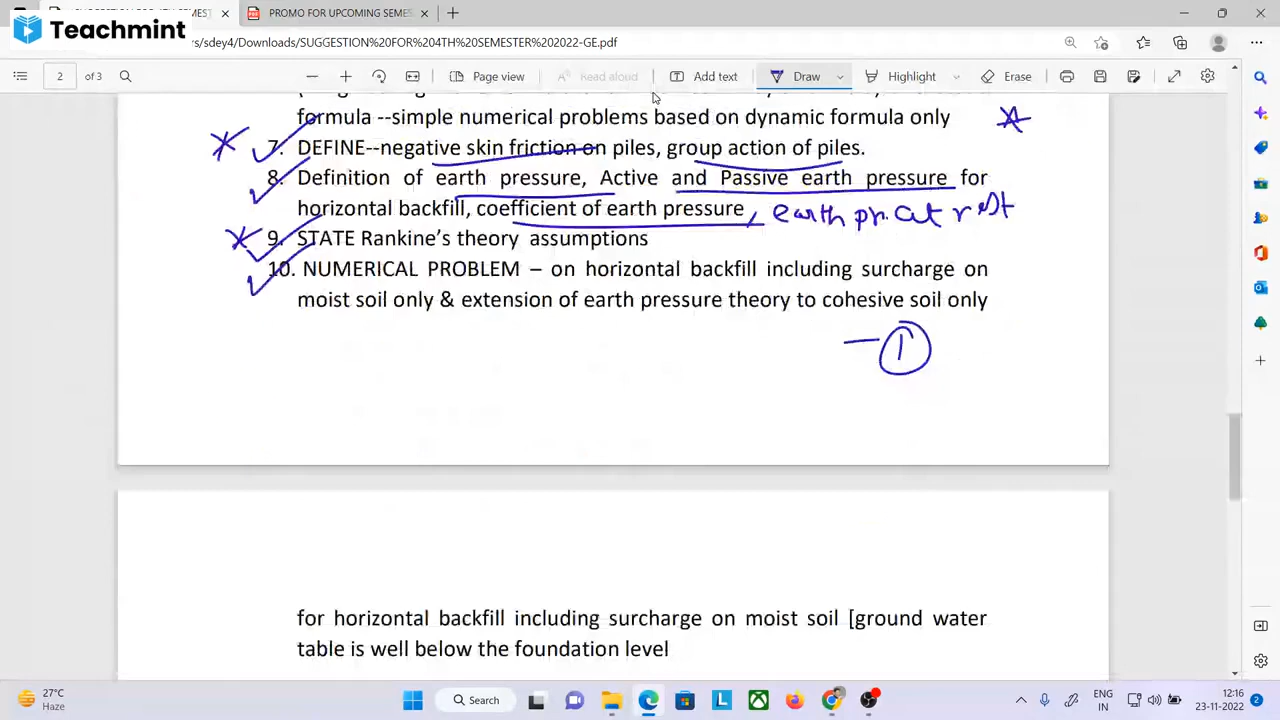 PROMO FOR UPCOMING SEMES
Teachmint
rs/sdey4/Downloads/SUGGESTION%20FOR%204TH%20SEMESTER%202022-GE.pdf
2 of 3
Page view
Read aloud
Add text
Draw
Highlight
Erase
formula --simple numerical problems based on dynamic formula only
7. DEFINE--negative skin friction on piles, group action of piles.
8. Definition of earth pressure, Active and Passive earth pressure for
horizontal backfill, coefficient of earth pressure, earth pr. at rest
9. STATE Rankine's theory assumptions
10. NUMERICAL PROBLEM – on horizontal backfill including surcharge on
moist soil only & extension of earth pressure theory to cohesive soil only
– 1
for horizontal backfill including surcharge on moist soil [ground water
table is well below the foundation level
27°C
Haze
Search
ENG
IN
12:16
23-11-2022
2